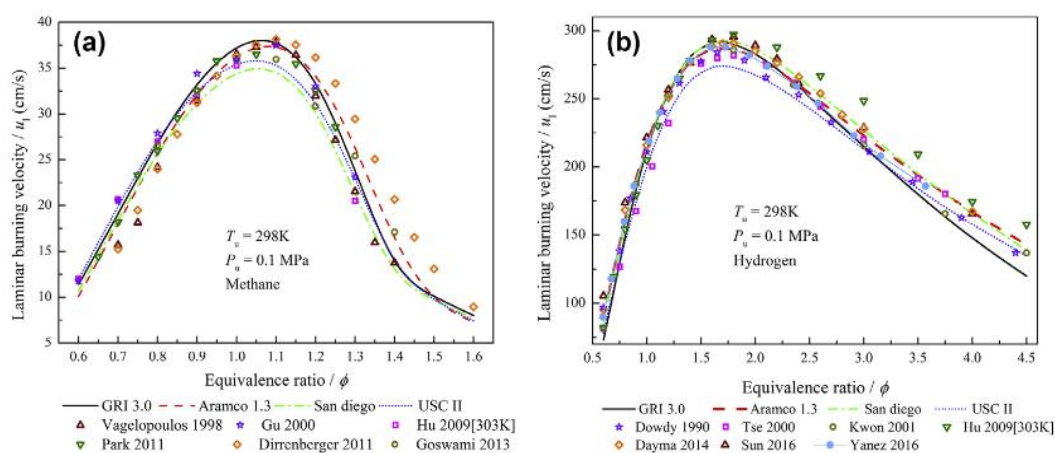 (a)
Laminar burning velocity / u_l (cm/s)
40
35
30
25
20
15
10
5
T_u = 298K
P_u = 0.1 MPa
Methane
0.6 0.7 0.8 0.9 1.0 1.1 1.2 1.3 1.4 1.5 1.6
Equivalence ratio / ϕ
GRI 3.0 Aramco 1.3 San diego USC II
Vagelopoulos 1998 Gu 2000 Hu 2009[303K]
Park 2011 Dirrenberger 2011 Goswami 2013
(b)
Laminar burning velocity / u_l (cm/s)
300
250
200
150
100
T_u = 298K
P_u = 0.1 MPa
Hydrogen
0.5 1.0 1.5 2.0 2.5 3.0 3.5 4.0 4.5
Equivalence ratio / ϕ
GRI 3.0 Aramco 1.3 San diego USC II
Dowdy 1990 Tse 2000 Kwon 2001 Hu 2009[303K]
Dayma 2014 Sun 2016 Yanez 2016